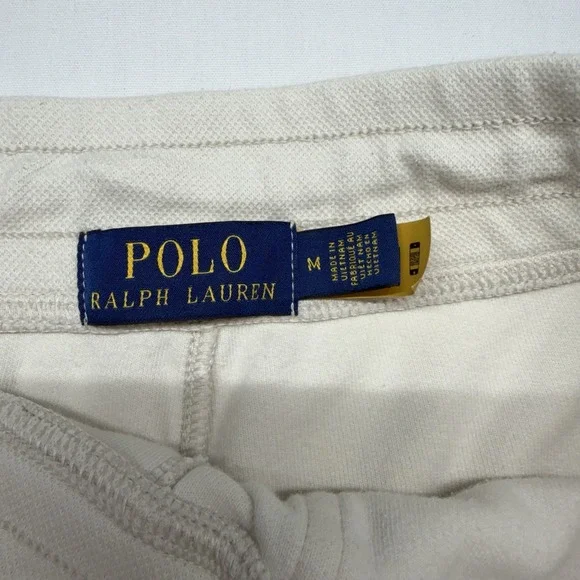 POLO
RALPH LAUREN
M
MADE IN
VIETNAM
FABRIQUÉ AU
VIET NAM
HECHO EN
VIETNAM